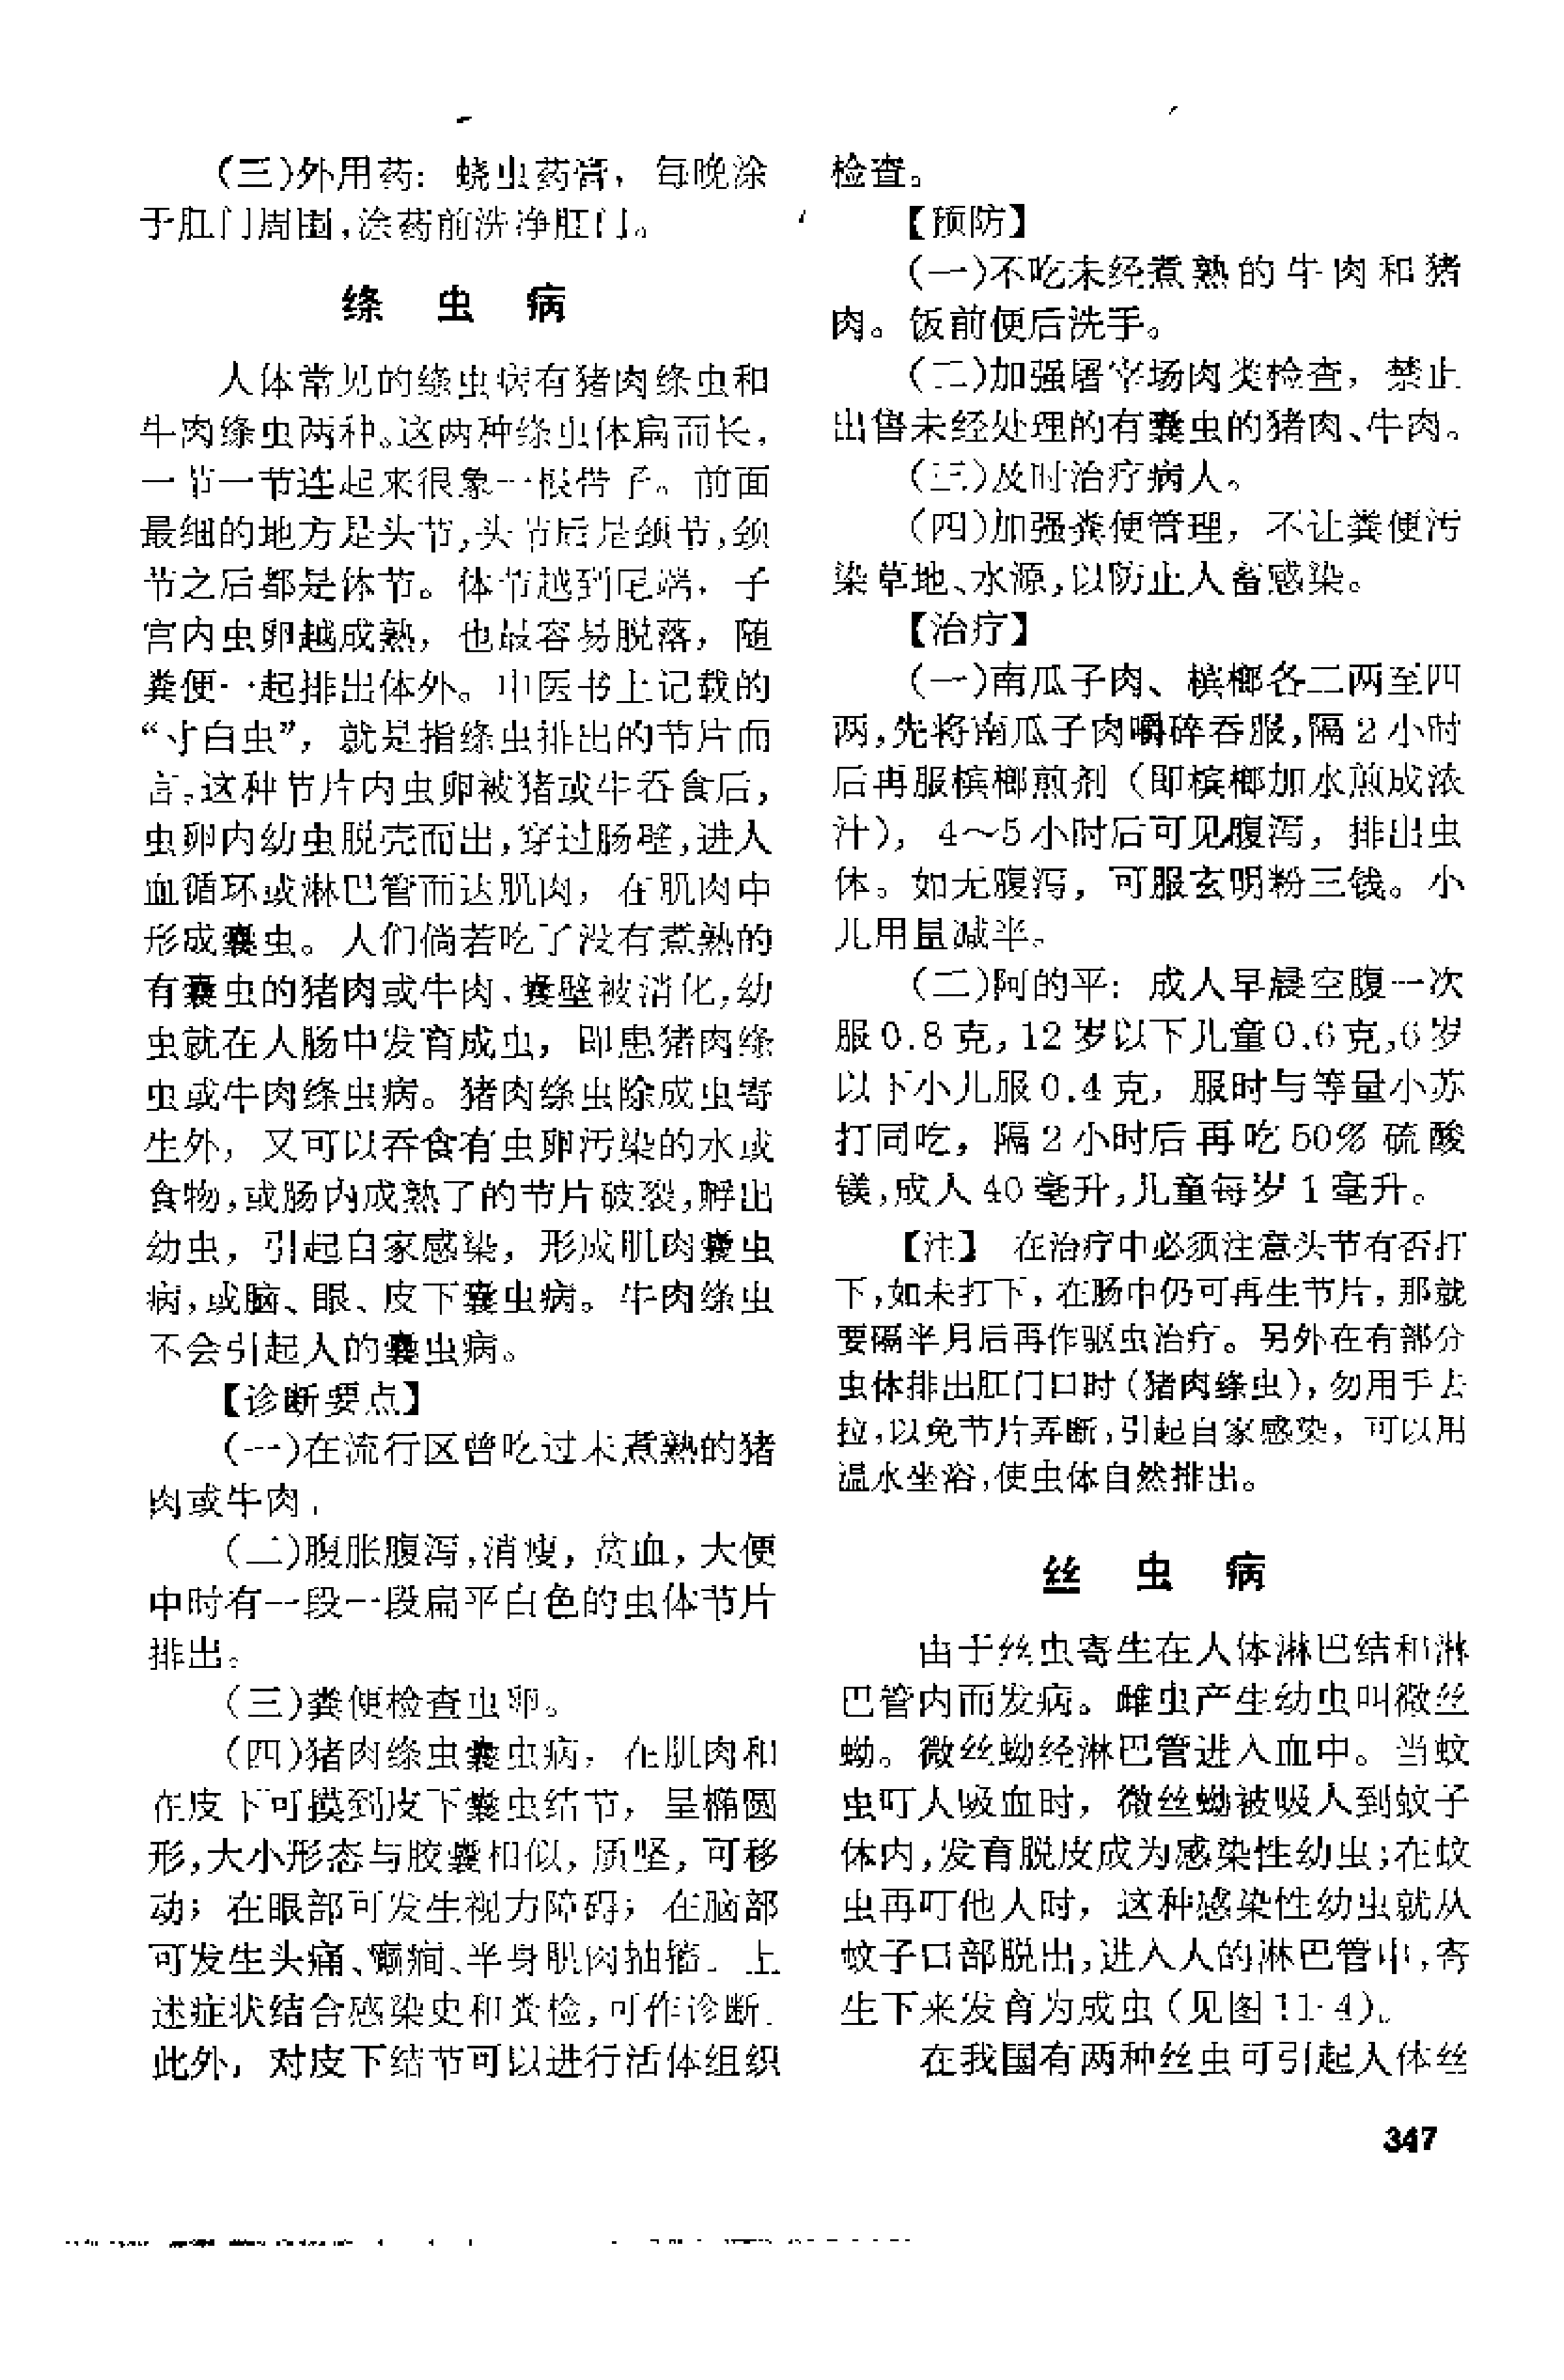 (三)外用药：蛲虫药膏，每晚涂
于肛门周围,涂药前洗净肛门。
绦 虫 病
人体常见的绦虫病有猪肉绦虫和
牛肉绦虫两种。这两种绦虫体扁而长，
一节一节连起来很象一根带子。前面
最细的地方是头节,头节后是颈节,颈
节之后都是体节。体节越到尾端，子
宫内虫卵越成熟，也最容易脱落，随
粪便一起排出体外。中医书上记载的
“寸白虫”，就是指绦虫排出的节片而
言。这种节片内虫卵被猪或牛吞食后，
虫卵内幼虫脱壳而出,穿过肠壁,进入
血循环或淋巴管而达肌肉，在肌肉中
形成囊虫。人们倘若吃了没有煮熟的
有囊虫的猪肉或牛肉,囊壁被消化,幼
虫就在人肠中发育成虫，即患猪肉绦
虫或牛肉绦虫病。猪肉绦虫除成虫寄
生外，又可以吞食有虫卵污染的水或
食物,或肠内成熟了的节片破裂,孵出
幼虫，引起自家感染，形成肌肉囊虫
病,或脑、眼、皮下囊虫病。牛肉绦虫
不会引起人的囊虫病。
【诊断要点】
(一)在流行区曾吃过未煮熟的猪
肉或牛肉。
(二)腹胀腹泻,消瘦，贫血，大便
中时有一段一段扁平白色的虫体节片
排出。
(三)粪便检查虫卵。
(四)猪肉绦虫囊虫病，在肌肉和
在皮下可摸到皮下囊虫结节，呈椭圆
形,大小形态与胶囊相似,质坚，可移
动；在眼部可发生视力障碍；在脑部
可发生头痛、癫痫、半身肌肉抽搐。上
述症状结合感染史和粪检,可作诊断。
此外，对皮下结节可以进行活体组织
检查。
【预防】
(一)不吃未经煮熟的牛肉和猪
肉。饭前便后洗手。
(二)加强屠宰场肉类检查，禁止
出售未经处理的有囊虫的猪肉、牛肉。
(三)及时治疗病人。
(四)加强粪便管理，不让粪便污
染草地、水源,以防止人畜感染。
【治疗】
(一)南瓜子肉、槟榔各二两至四
两,先将南瓜子肉嚼碎吞服,隔2小时
后再服槟榔煎剂（即槟榔加水煎成浓
汁），4～5小时后可见腹泻，排出虫
体。如无腹泻，可服玄明粉三钱。小
儿用量减半。
(二)阿的平：成人早晨空腹一次
服0.8克，12岁以下儿童0.6克,6岁
以下小儿服0.4克，服时与等量小苏
打同吃，隔2小时后再吃50%硫酸
镁,成人40毫升,儿童每岁1毫升。
【注】 在治疗中必须注意头节有否打
下,如未打下，在肠中仍可再生节片，那就
要隔半月后再作驱虫治疗。另外在有部分
虫体排出肛门口时(猪肉绦虫)，勿用手去
拉,以免节片弄断,引起自家感染，可以用
温水坐浴,使虫体自然排出。
丝 虫 病
由于丝虫寄生在人体淋巴结和淋
巴管内而发病。雌虫产生幼虫叫微丝
蚴。微丝蚴经淋巴管进入血中。当蚊
虫叮人吸血时，微丝蚴被吸入到蚊子
体内,发育脱皮成为感染性幼虫;在蚊
虫再叮他人时，这种感染性幼虫就从
蚊子口部脱出,进入人的淋巴管中,寄
生下来发育为成虫(见图11-4)。
在我国有两种丝虫可引起人体丝
347